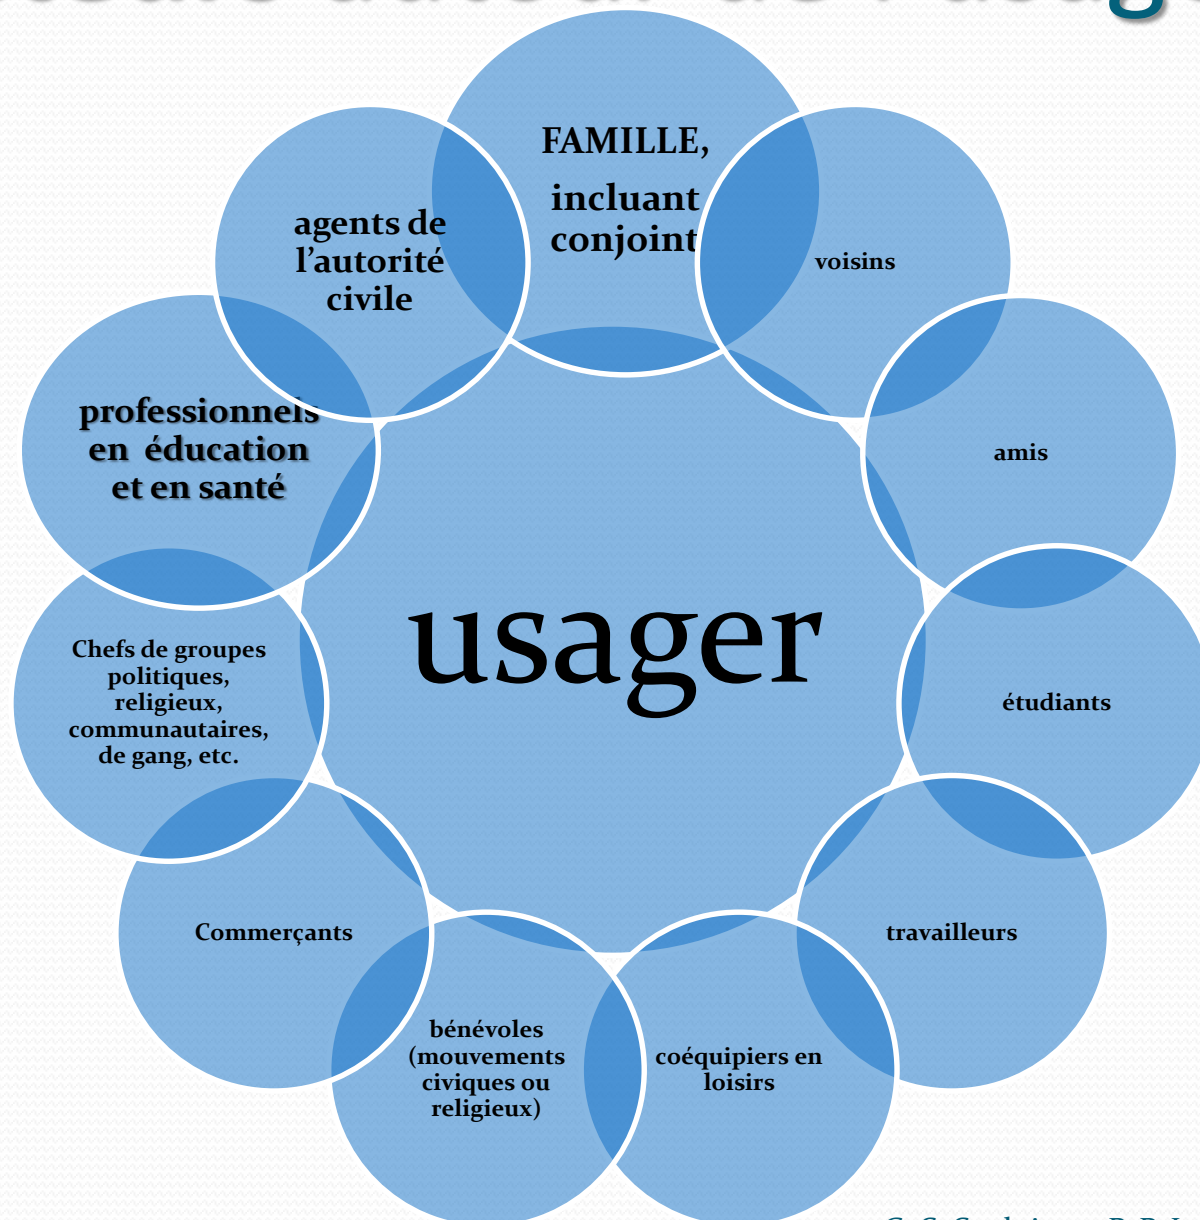 FAMILLE,
incluant
conjoint
voisins
amis
étudiants
travailleurs
coéquipiers en
loisirs
bénévoles
(mouvements
civiques ou
religieux)
Commerçants
Chefs de groupes
politiques,
religieux,
communautaires,
de gang, etc.
professionnels
en éducation
et en santé
agents de
l’autorité
civile
usager